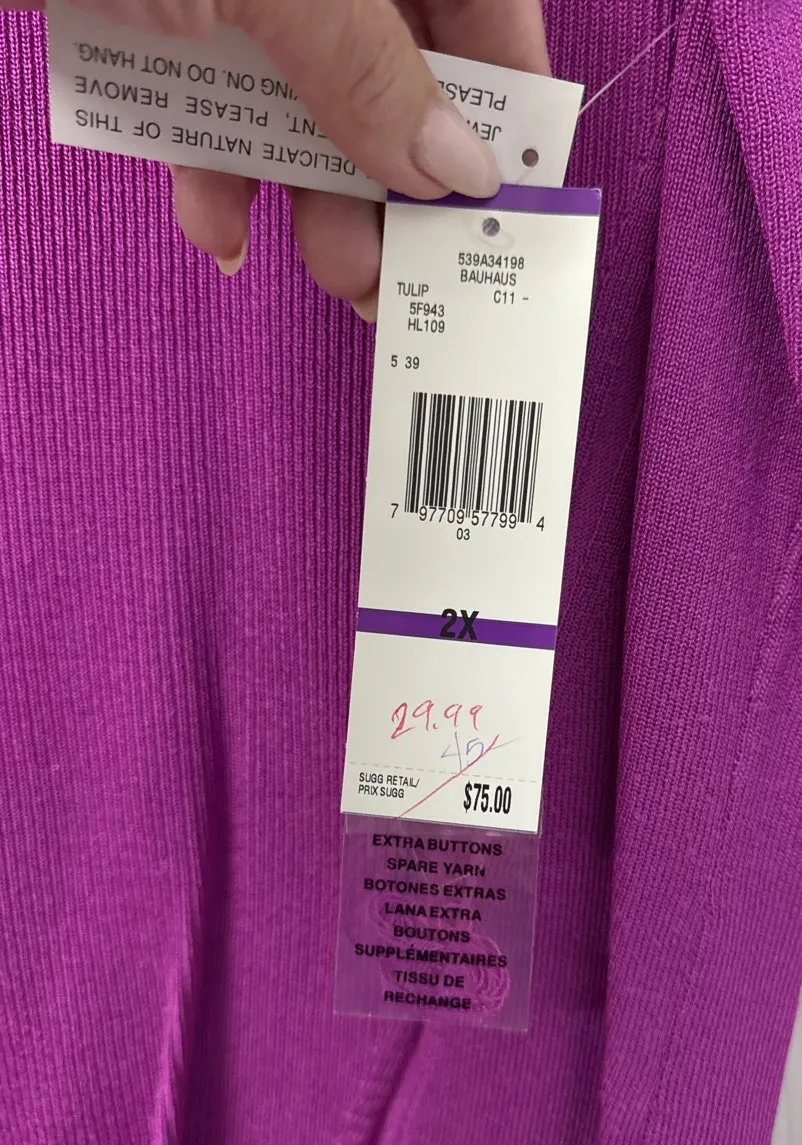 DELICATE NATURE OF THIS
PLEASE REMOVE
ON. DO NOT HANG.
PLEASE
539A34198
BAUHAUS
TULIP C11 -
5F943
HL109
5 39
7 97709 57799 4
03
2X
29.99
45
SUGG RETAIL/
PRIX SUGG $75.00
EXTRA BUTTONS
SPARE YARN
BOTONES EXTRAS
LANA EXTRA
BOUTONS
SUPPLÉMENTAIRES
TISSU DE
RECHANGE